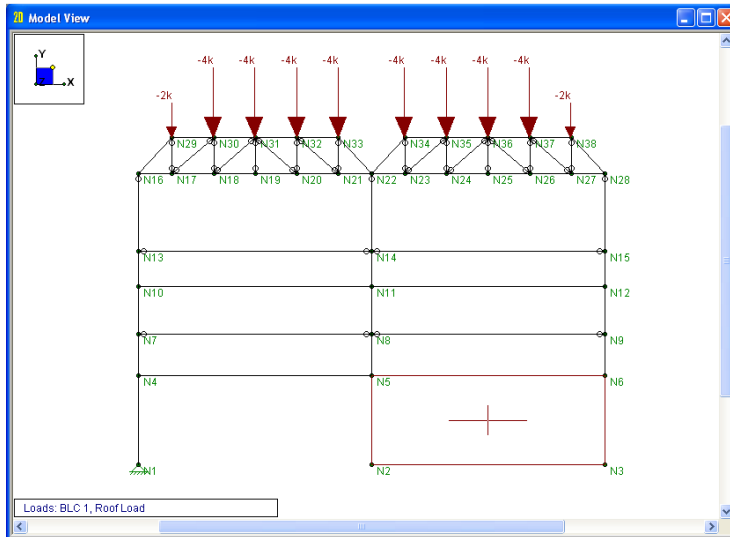 2D Model View
Y
X
Z
-2k -4k -4k -4k -4k -4k -4k -4k -4k -2k
N29 N30 N31 N32 N33 N34 N35 N36 N37 N38
N16 N17 N18 N19 N20 N21 N22 N23 N24 N25 N26 N27 N28
N13 N14 N15
N10 N11 N12
N7 N8 N9
N4 N5 N6
N1 N2 N3
Loads: BLC 1, Roof Load